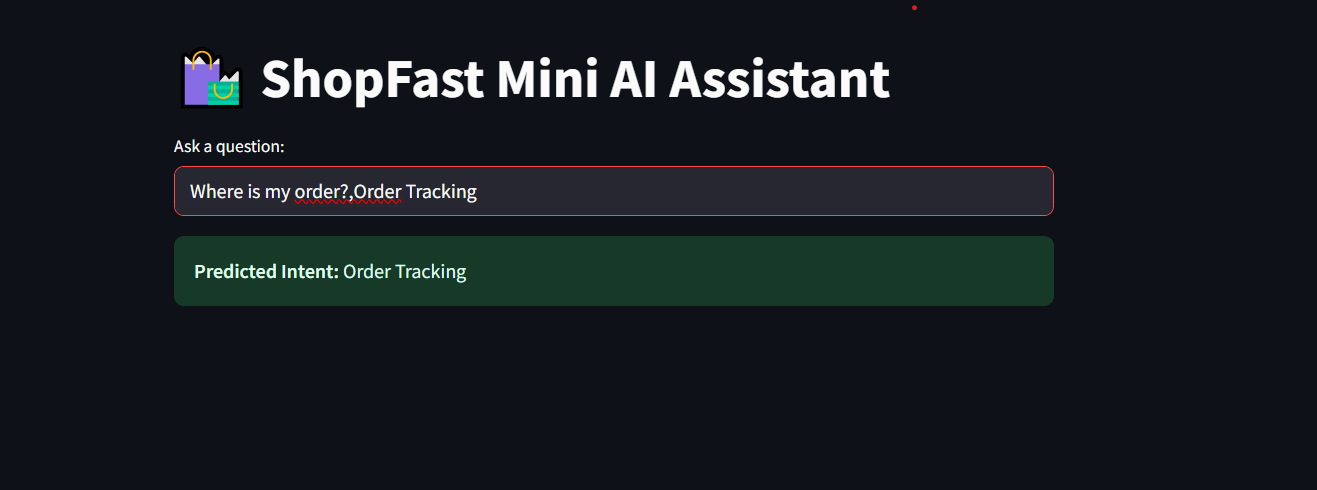 ShopFast Mini AI Assistant
Ask a question:
Where is my order?,Order Tracking
Predicted Intent: Order Tracking